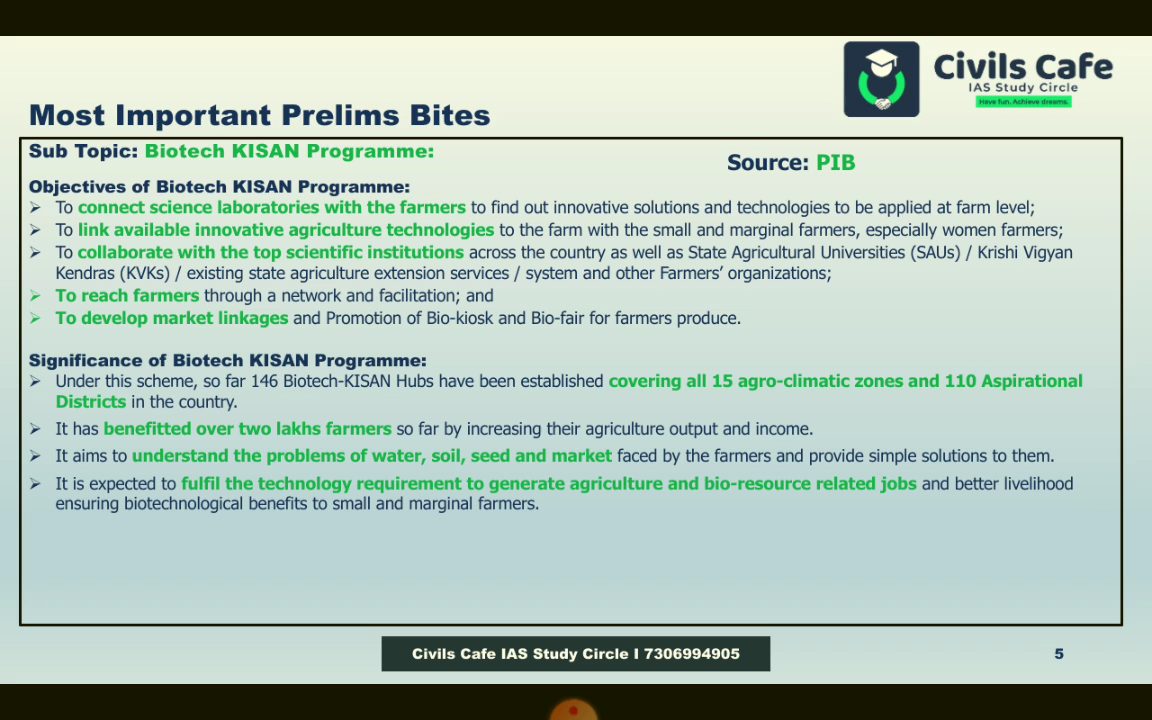 Civils Cafe
IAS Study Circle
Have fun. Achieve dreams.
Most Important Prelims Bites
Sub Topic: Biotech KISAN Programme:
Source: PIB
Objectives of Biotech KISAN Programme:
➢ To connect science laboratories with the farmers to find out innovative solutions and technologies to be applied at farm level;
➢ To link available innovative agriculture technologies to the farm with the small and marginal farmers, especially women farmers;
➢ To collaborate with the top scientific institutions across the country as well as State Agricultural Universities (SAUs) / Krishi Vigyan
Kendras (KVKs) / existing state agriculture extension services / system and other Farmers’ organizations;
➢ To reach farmers through a network and facilitation; and
➢ To develop market linkages and Promotion of Bio-kiosk and Bio-fair for farmers produce.
Significance of Biotech KISAN Programme:
➢ Under this scheme, so far 146 Biotech-KISAN Hubs have been established covering all 15 agro-climatic zones and 110 Aspirational
Districts in the country.
➢ It has benefitted over two lakhs farmers so far by increasing their agriculture output and income.
➢ It aims to understand the problems of water, soil, seed and market faced by the farmers and provide simple solutions to them.
➢ It is expected to fulfil the technology requirement to generate agriculture and bio-resource related jobs and better livelihood
ensuring biotechnological benefits to small and marginal farmers.
Civils Cafe IAS Study Circle I 7306994905
5